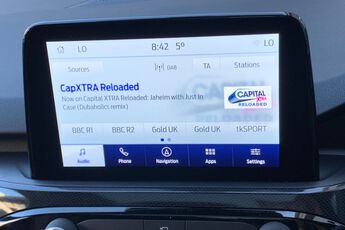 LO 8:42 5° LO
Sources DAB TA Stations
CapXTRA Reloaded
Now on Capital XTRA Reloaded: Jaheim with Just In
Case (Dubaholics remix)
CAPITAL
XTRA
RELOADED
BBC R1 BBC R2 Gold UK Gold UK tkSPORT
Audio Phone Navigation Apps Settings